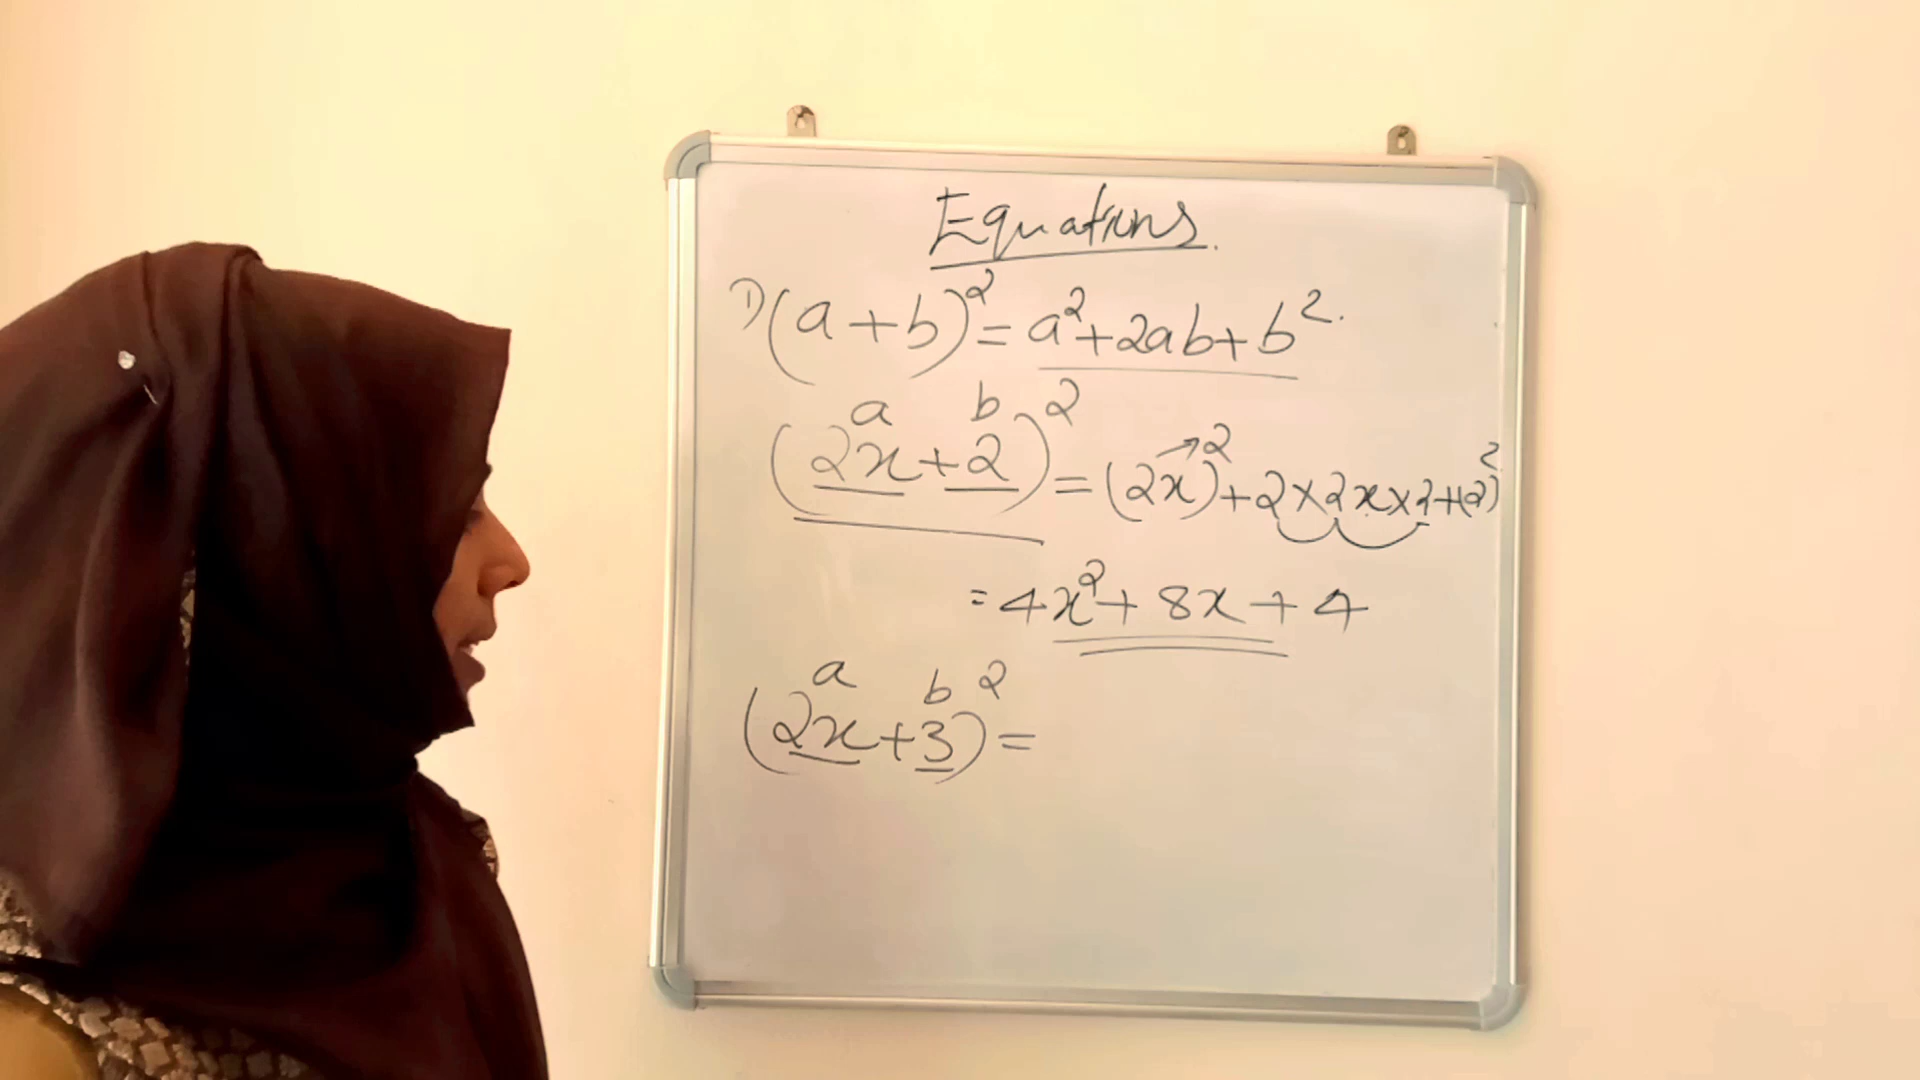 Equations.
1) (a+b)² = a²+2ab+b².
a b
(2x+2)² = (2x)²+2×2x×2+(2)²
= 4x²+8x+4
a b
(2x+3)² =